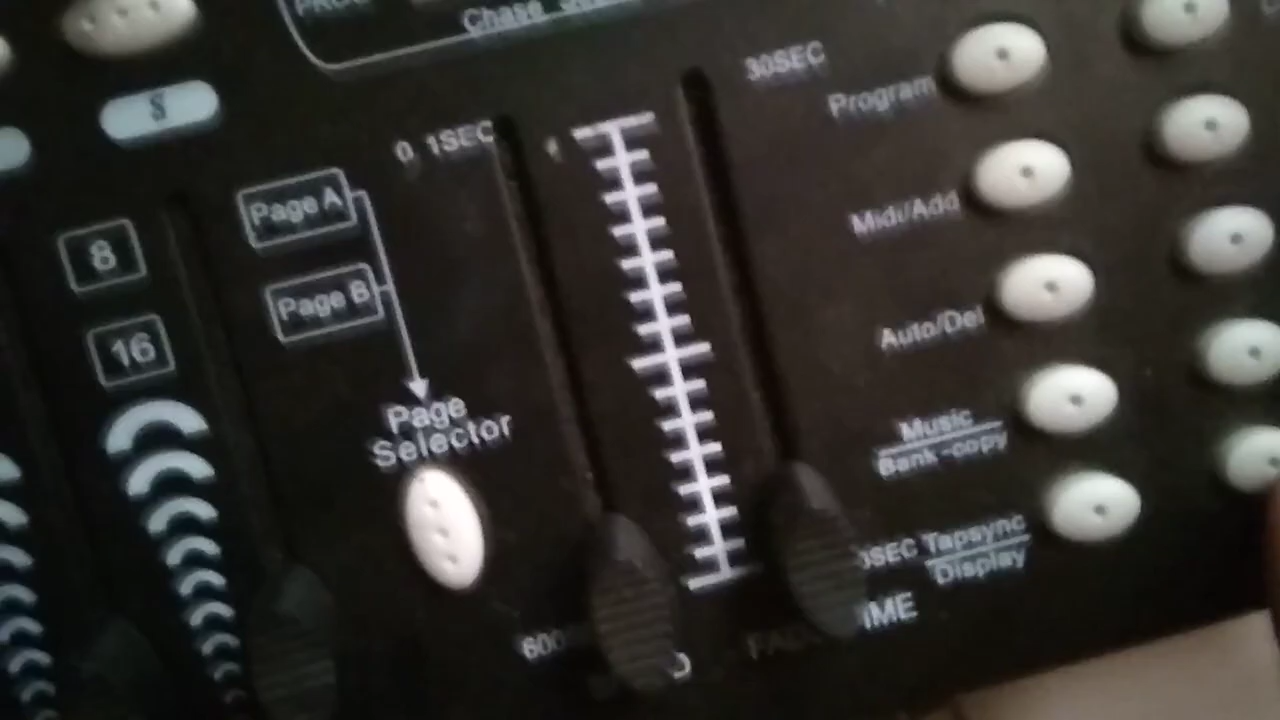 Chase
S
30SEC
Program
0 1SEC
Page A
Midi/Add
8
Page B
16
Auto/Del
Page
Selector
Music
Bank-copy
Tapsync
Display